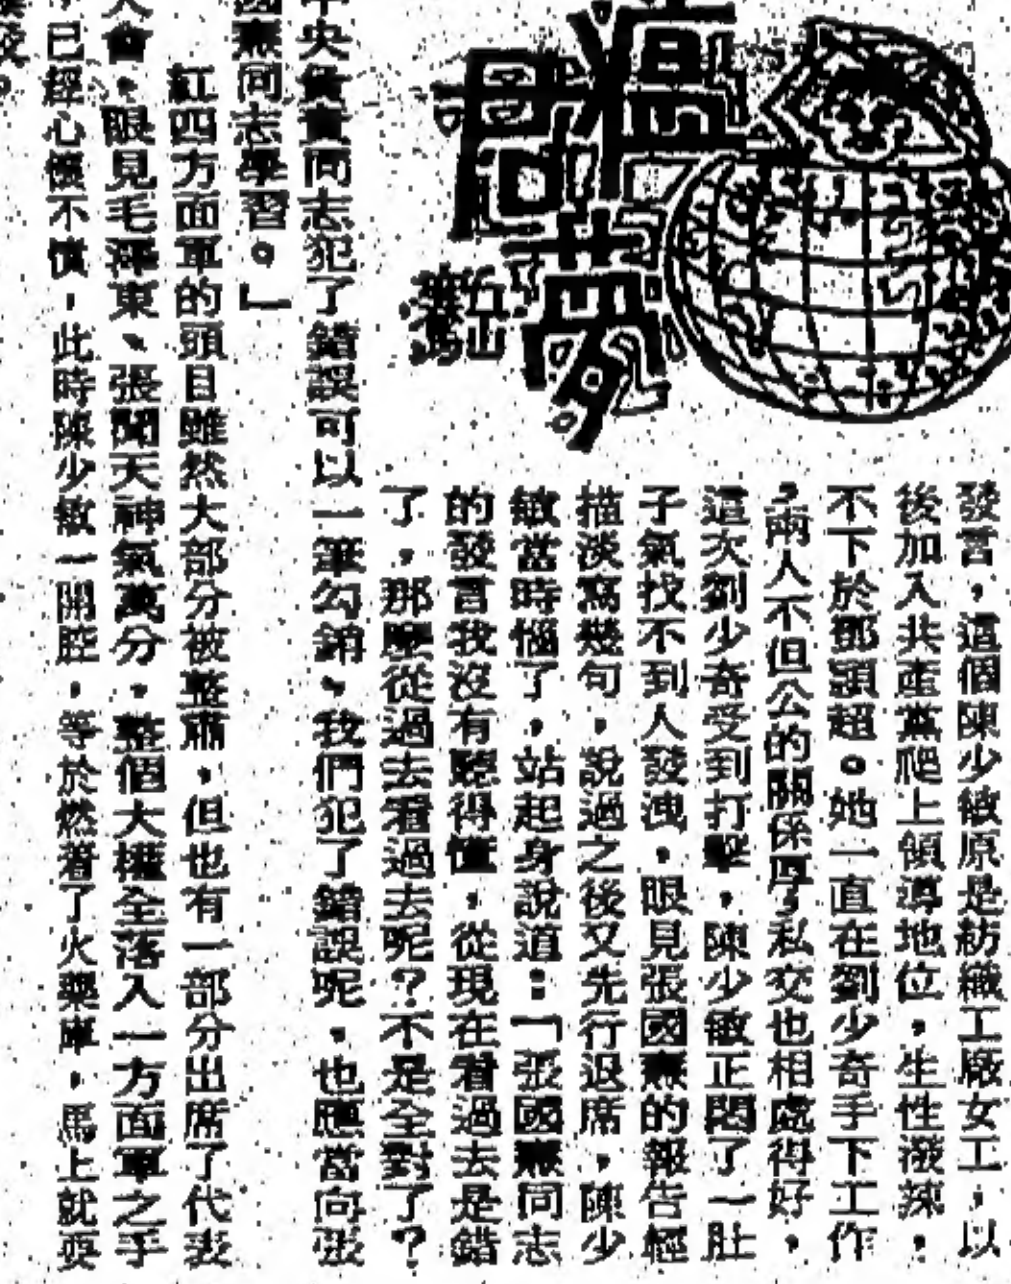 瘟君夢
發言,這個陳少敏原是紡織工廠女工,以
後加入共產黨爬上領導地位,生性潑辣,
不下於鄧頴超。她一直在劉少奇手下工作
,兩人不但公的關係厚,私交也相處得好,
這次劉少奇受到打擊,陳少敏正悶了一肚
子氣找不到人發洩,眼見張國燾的報告輕
描淡寫幾句,說過之後又先行退席,陳少
敏當時惱了,站起身說道:「張國燾同志
的發言我沒有聽得懂,從現在看過去是錯
了,那麼從過去看過去呢?不是全對了?
中央負責同志犯了錯誤可以一筆勾銷、我們犯了錯誤呢,也應當向張
國燾同志學習。」
紅四方面軍的頭目雖然大部分被整肅,但也有一部分出席了代表
大會,眼見毛澤東、張聞天神氣萬分,整個大權全落入一方面軍之手
,已經心懷不憤,此時陳少敏一開腔,等於燃着了火藥庫,馬上就要